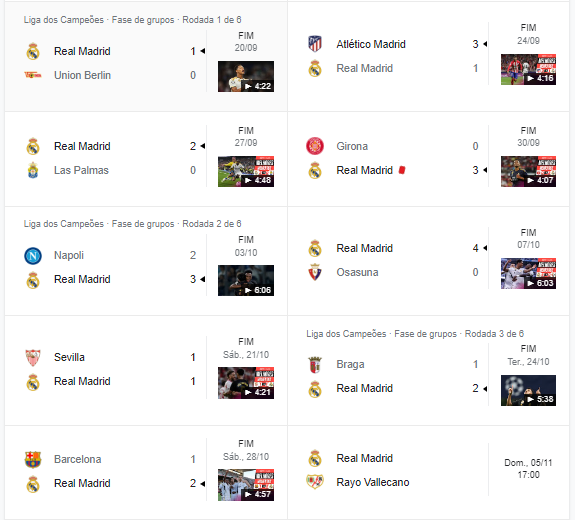 Liga dos Campeões · Fase de grupos · Rodada 1 de 6
Real Madrid 1
Union Berlin 0
FIM
20/09
4:22
Atlético Madrid 3
Real Madrid 1
FIM
24/09
4:16
Real Madrid 2
Las Palmas 0
FIM
27/09
4:48
Girona 0
Real Madrid 3
FIM
30/09
4:07
Liga dos Campeões · Fase de grupos · Rodada 2 de 6
Napoli 2
Real Madrid 3
FIM
03/10
6:06
Real Madrid 4
Osasuna 0
FIM
07/10
6:03
Sevilla 1
Real Madrid 1
FIM
Sáb., 21/10
4:21
Liga dos Campeões · Fase de grupos · Rodada 3 de 6
Braga 1
Real Madrid 2
FIM
Ter., 24/10
5:38
Barcelona 1
Real Madrid 2
FIM
Sáb., 28/10
4:57
Real Madrid
Rayo Vallecano
Dom., 05/11
17:00